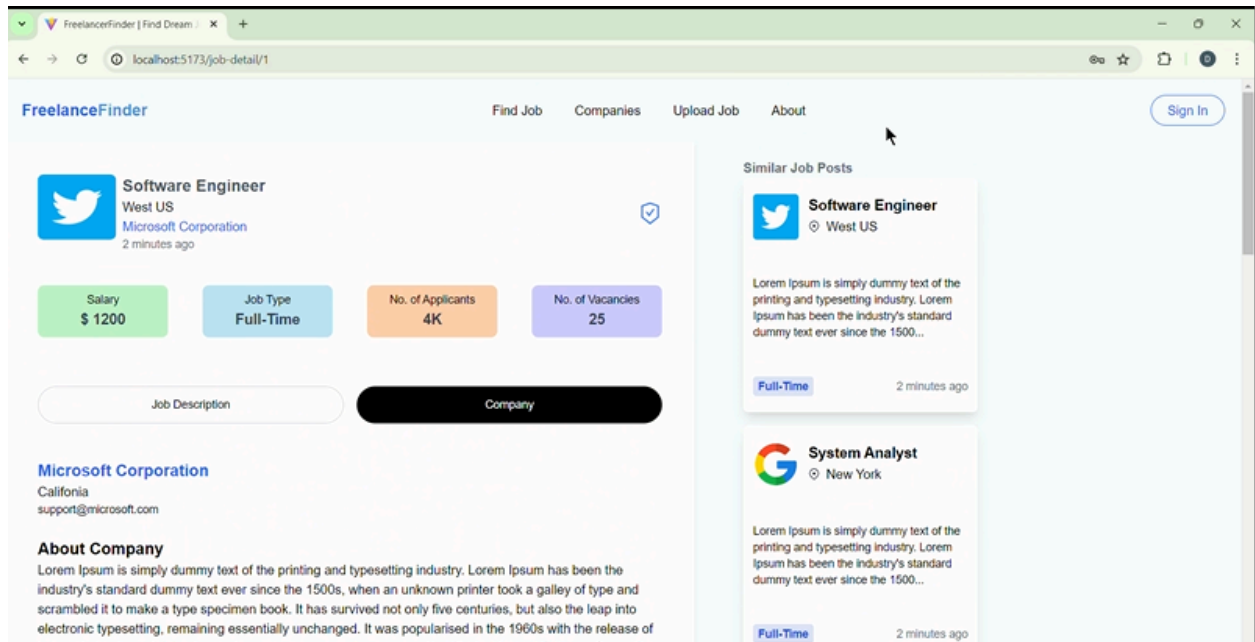 FreelancerFinder | Find Dream J
localhost:5173/job-detail/1
FreelanceFinder
Find Job
Companies
Upload Job
About
Sign In
Software Engineer
West US
Microsoft Corporation
2 minutes ago
Salary
$ 1200
Job Type
Full-Time
No. of Applicants
4K
No. of Vacancies
25
Job Description
Company
Microsoft Corporation
Califonia
support@microsoft.com
About Company
Lorem Ipsum is simply dummy text of the printing and typesetting industry. Lorem Ipsum has been the
industry's standard dummy text ever since the 1500s, when an unknown printer took a galley of type and
scrambled it to make a type specimen book. It has survived not only five centuries, but also the leap into
electronic typesetting, remaining essentially unchanged. It was popularised in the 1960s with the release of
Similar Job Posts
Software Engineer
West US
Lorem Ipsum is simply dummy text of the
printing and typesetting industry. Lorem
Ipsum has been the industry's standard
dummy text ever since the 1500...
Full-Time
2 minutes ago
System Analyst
New York
Lorem Ipsum is simply dummy text of the
printing and typesetting industry. Lorem
Ipsum has been the industry's standard
dummy text ever since the 1500...
Full-Time
2 minutes ago